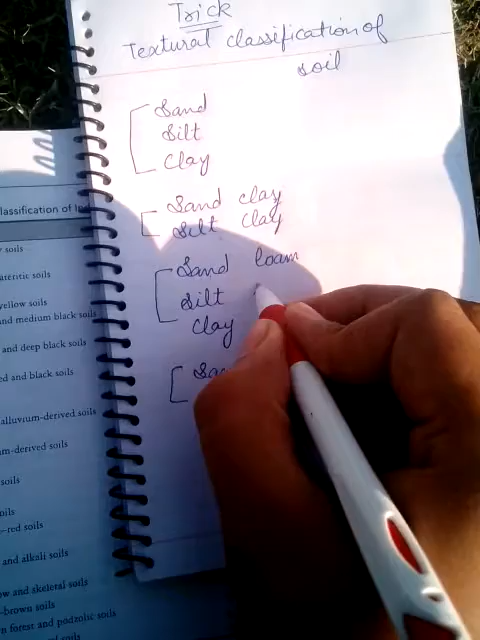 Trick
Textural classification of
soil
Sand
Silt
Clay
Sand clay
Silt clay
Sand loam
Silt
Clay
lassification of
soils
ateritic soils
yellow soils
nd medium black soils
and deep black soils
ed and black soils
alluvium-derived soils
m-derived soils
soils
oils
-red soils
and alkali soils
ow and skeletal soils
-brown soils
n forest and podzolic soils
soils